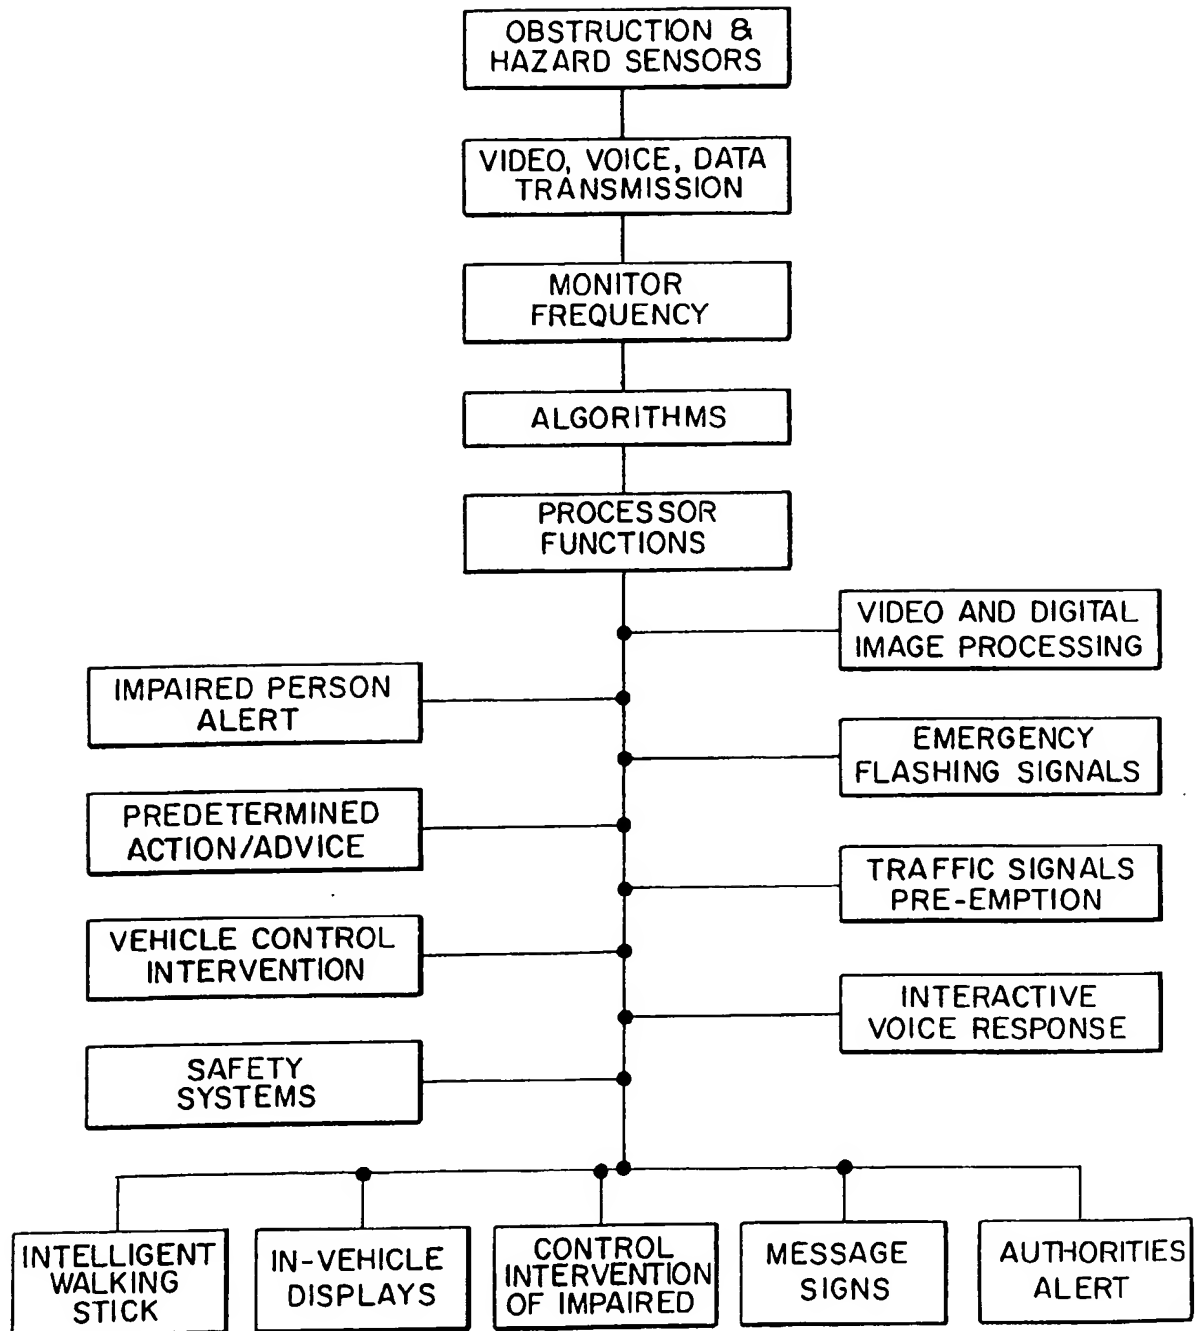 OBSTRUCTION &
HAZARD SENSORS
VIDEO, VOICE, DATA
TRANSMISSION
MONITOR
FREQUENCY
ALGORITHMS
PROCESSOR
FUNCTIONS
VIDEO AND DIGITAL
IMAGE PROCESSING
IMPAIRED PERSON
ALERT
EMERGENCY
FLASHING SIGNALS
PREDETERMINED
ACTION/ADVICE
TRAFFIC SIGNALS
PRE-EMPTION
VEHICLE CONTROL
INTERVENTION
INTERACTIVE
VOICE RESPONSE
SAFETY
SYSTEMS
INTELLIGENT
WALKING
STICK
IN-VEHICLE
DISPLAYS
CONTROL
INTERVENTION
OF IMPAIRED
MESSAGE
SIGNS
AUTHORITIES
ALERT